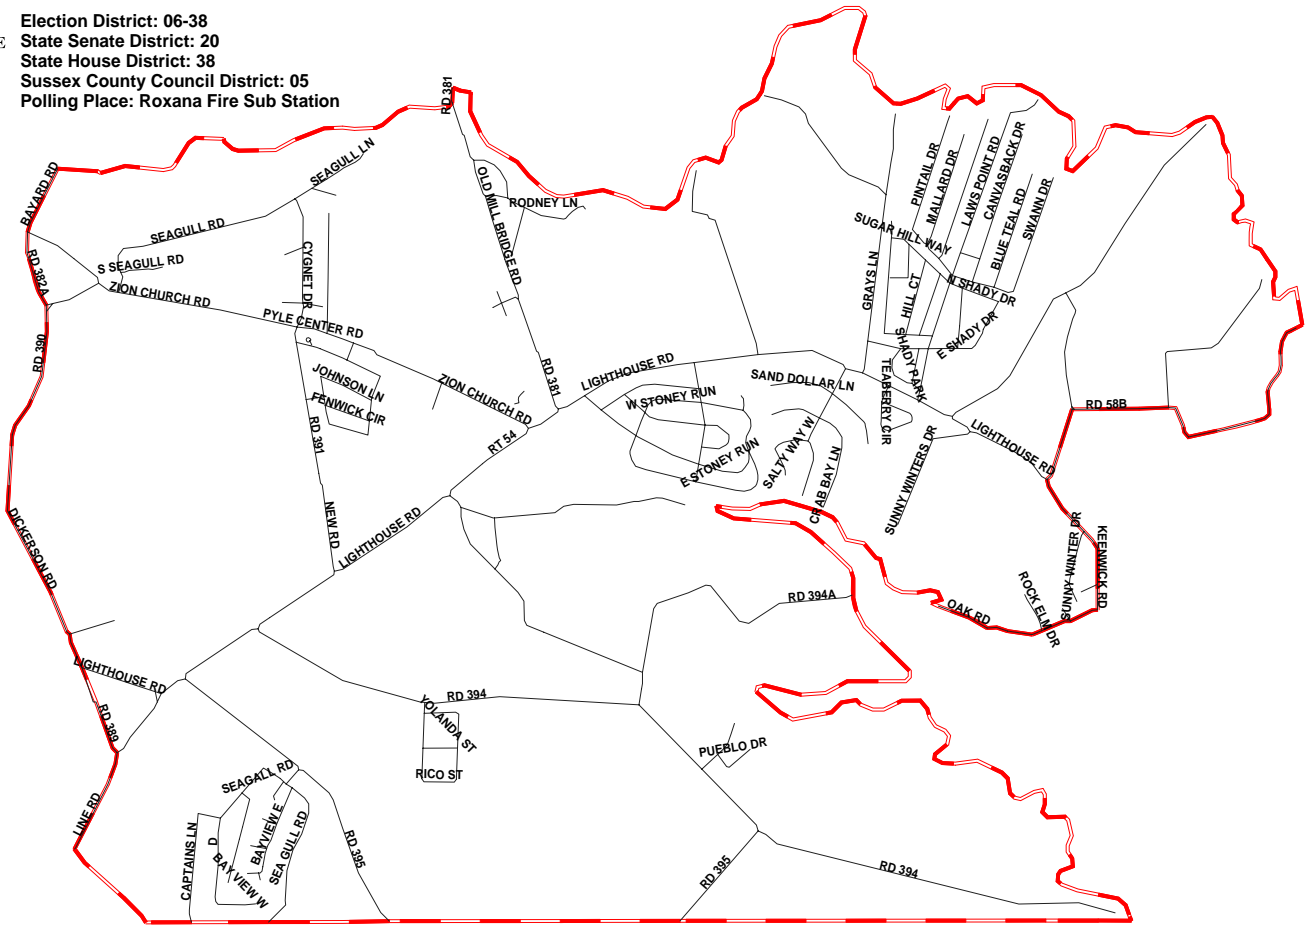 Election District: 06-38
E State Senate District: 20
State House District: 38
Sussex County Council District: 05
Polling Place: Roxana Fire Sub Station
RD 381
BAYARD RD
SEAGULL LN
OLD MILL BRIDGE RD
RODNEY LN
SEAGULL RD
S SEAGULL RD
RD 382A
ZION CHURCH RD
CYGNET DR
PYLE CENTER RD
RD 390
JOHNSON LN
FENWICK CIR
ZION CHURCH RD
RD 381
LIGHTHOUSE RD
RD 391
RT 54
NEW RD
LIGHTHOUSE RD
W STONEY RUN
E STONEY RUN
SAND DOLLAR LN
SALTY WAY W
CRAB BAY LN
PINTAIL DR
MALLARD DR
LAWS POINT RD
CANVASBACK DR
BLUE TEAL RD
SWANN DR
SUGAR HILL WAY
GRAYS LN
HILL CT
N SHADY DR
E SHADY DR
SHADY PARK
TEABERRY CIR
SUNNY WINTERS DR
LIGHTHOUSE RD
RD 58B
SUNNY WINTER DR
KEENWICK RD
ROCK ELM DR
OAK RD
RD 394A
DICKERSON RD
LIGHTHOUSE RD
RD 389
RD 394
YOLANDA ST
RICO ST
PUEBLO DR
LINE RD
SEAGALL RD
CAPTAINS LN
D
BAYVIEW E
BAY VIEW W
SEA GULL RD
RD 395
RD 395
RD 394